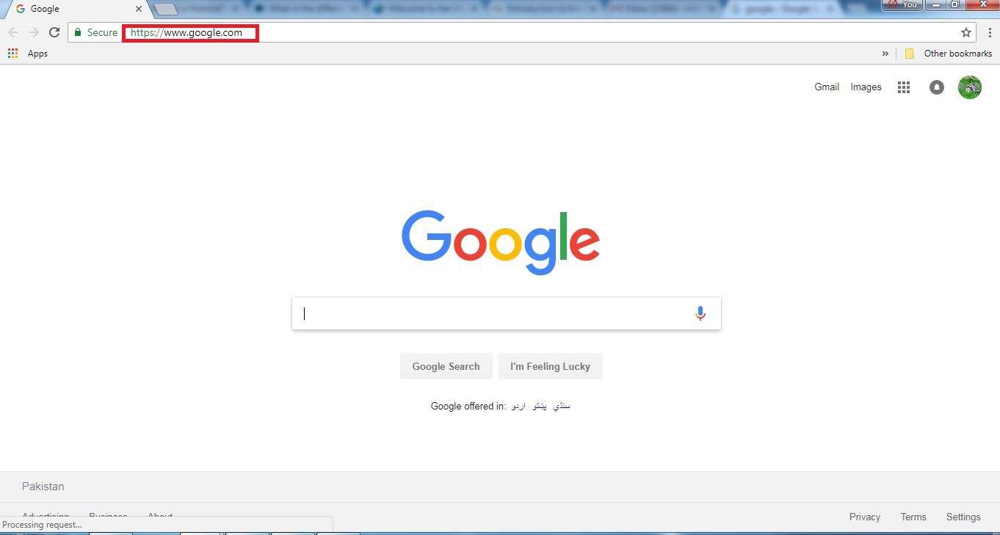 Google
You
Secure https://www.google.com
Apps
Other bookmarks
Gmail Images
Google
Google Search I'm Feeling Lucky
Google offered in: اردو پښتو سنڌي
Pakistan
Advertising Business About Privacy Terms Settings
Processing request...